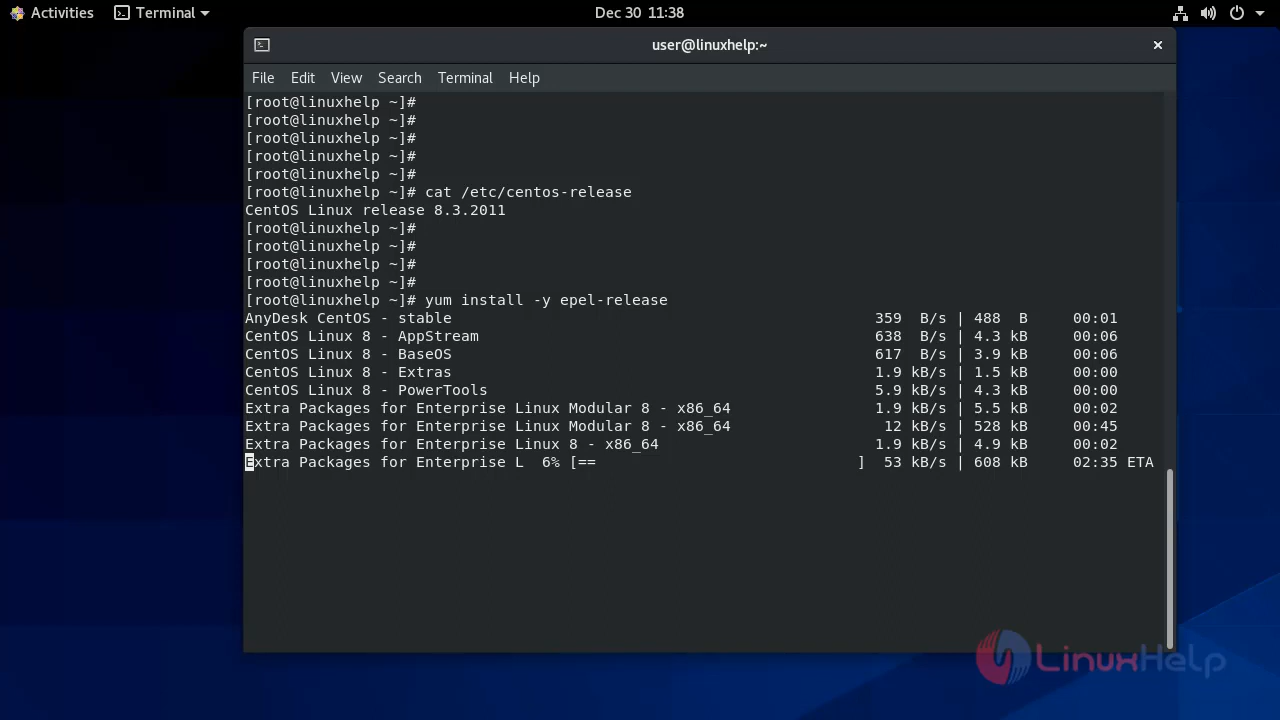 Activities Terminal Dec 30 11:38
user@linuxhelp:~
File Edit View Search Terminal Help
[root@linuxhelp ~]#
[root@linuxhelp ~]#
[root@linuxhelp ~]#
[root@linuxhelp ~]#
[root@linuxhelp ~]#
[root@linuxhelp ~]# cat /etc/centos-release
CentOS Linux release 8.3.2011
[root@linuxhelp ~]#
[root@linuxhelp ~]#
[root@linuxhelp ~]#
[root@linuxhelp ~]#
[root@linuxhelp ~]# yum install -y epel-release
AnyDesk CentOS - stable 359 B/s | 488 B 00:01
CentOS Linux 8 - AppStream 638 B/s | 4.3 kB 00:06
CentOS Linux 8 - BaseOS 617 B/s | 3.9 kB 00:06
CentOS Linux 8 - Extras 1.9 kB/s | 1.5 kB 00:00
CentOS Linux 8 - PowerTools 5.9 kB/s | 4.3 kB 00:00
Extra Packages for Enterprise Linux Modular 8 - x86_64 1.9 kB/s | 5.5 kB 00:02
Extra Packages for Enterprise Linux Modular 8 - x86_64 12 kB/s | 528 kB 00:45
Extra Packages for Enterprise Linux 8 - x86_64 1.9 kB/s | 4.9 kB 00:02
Extra Packages for Enterprise L 6% [== ] 53 kB/s | 608 kB 02:35 ETA
LinuxHelp